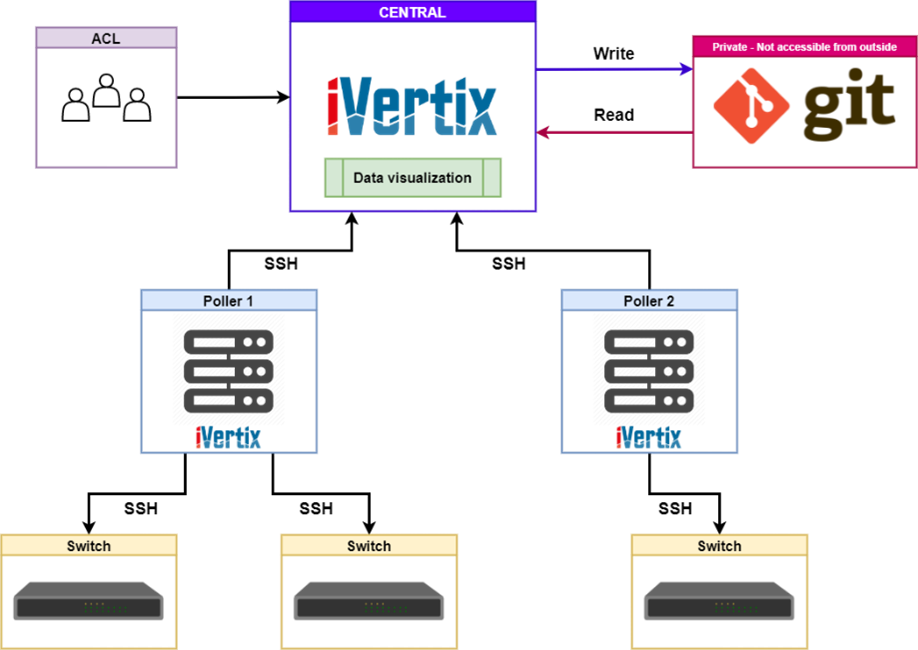 CENTRAL
ACL
Private - Not accessible from outside
Write
iVertix
git
Read
Data visualization
SSH
SSH
Poller 1
Poller 2
iVertix
iVertix
SSH
SSH
SSH
Switch
Switch
Switch